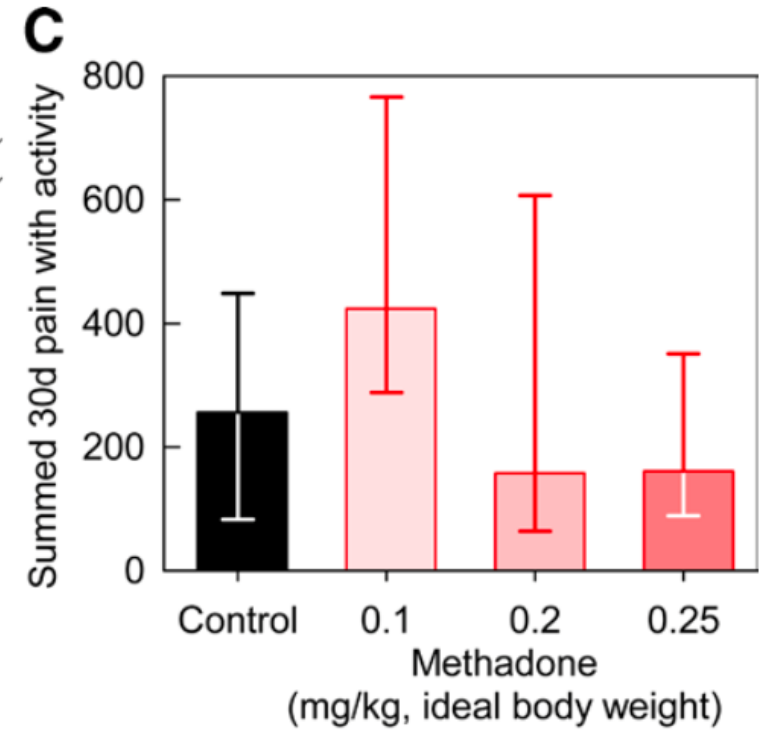 C
Summed 30d pain with activity
800
600
400
200
0
Control 0.1 0.2 0.25
Methadone
(mg/kg, ideal body weight)